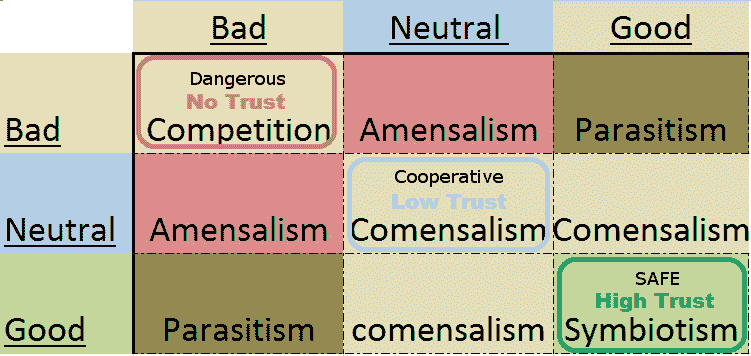 Bad Neutral Good
Dangerous
No Trust
Bad Competition Amensalism Parasitism
Cooperative
Low Trust
Neutral Amensalism Comensalism Comensalism
SAFE
High Trust
Good Parasitism comensalism Symbiotism